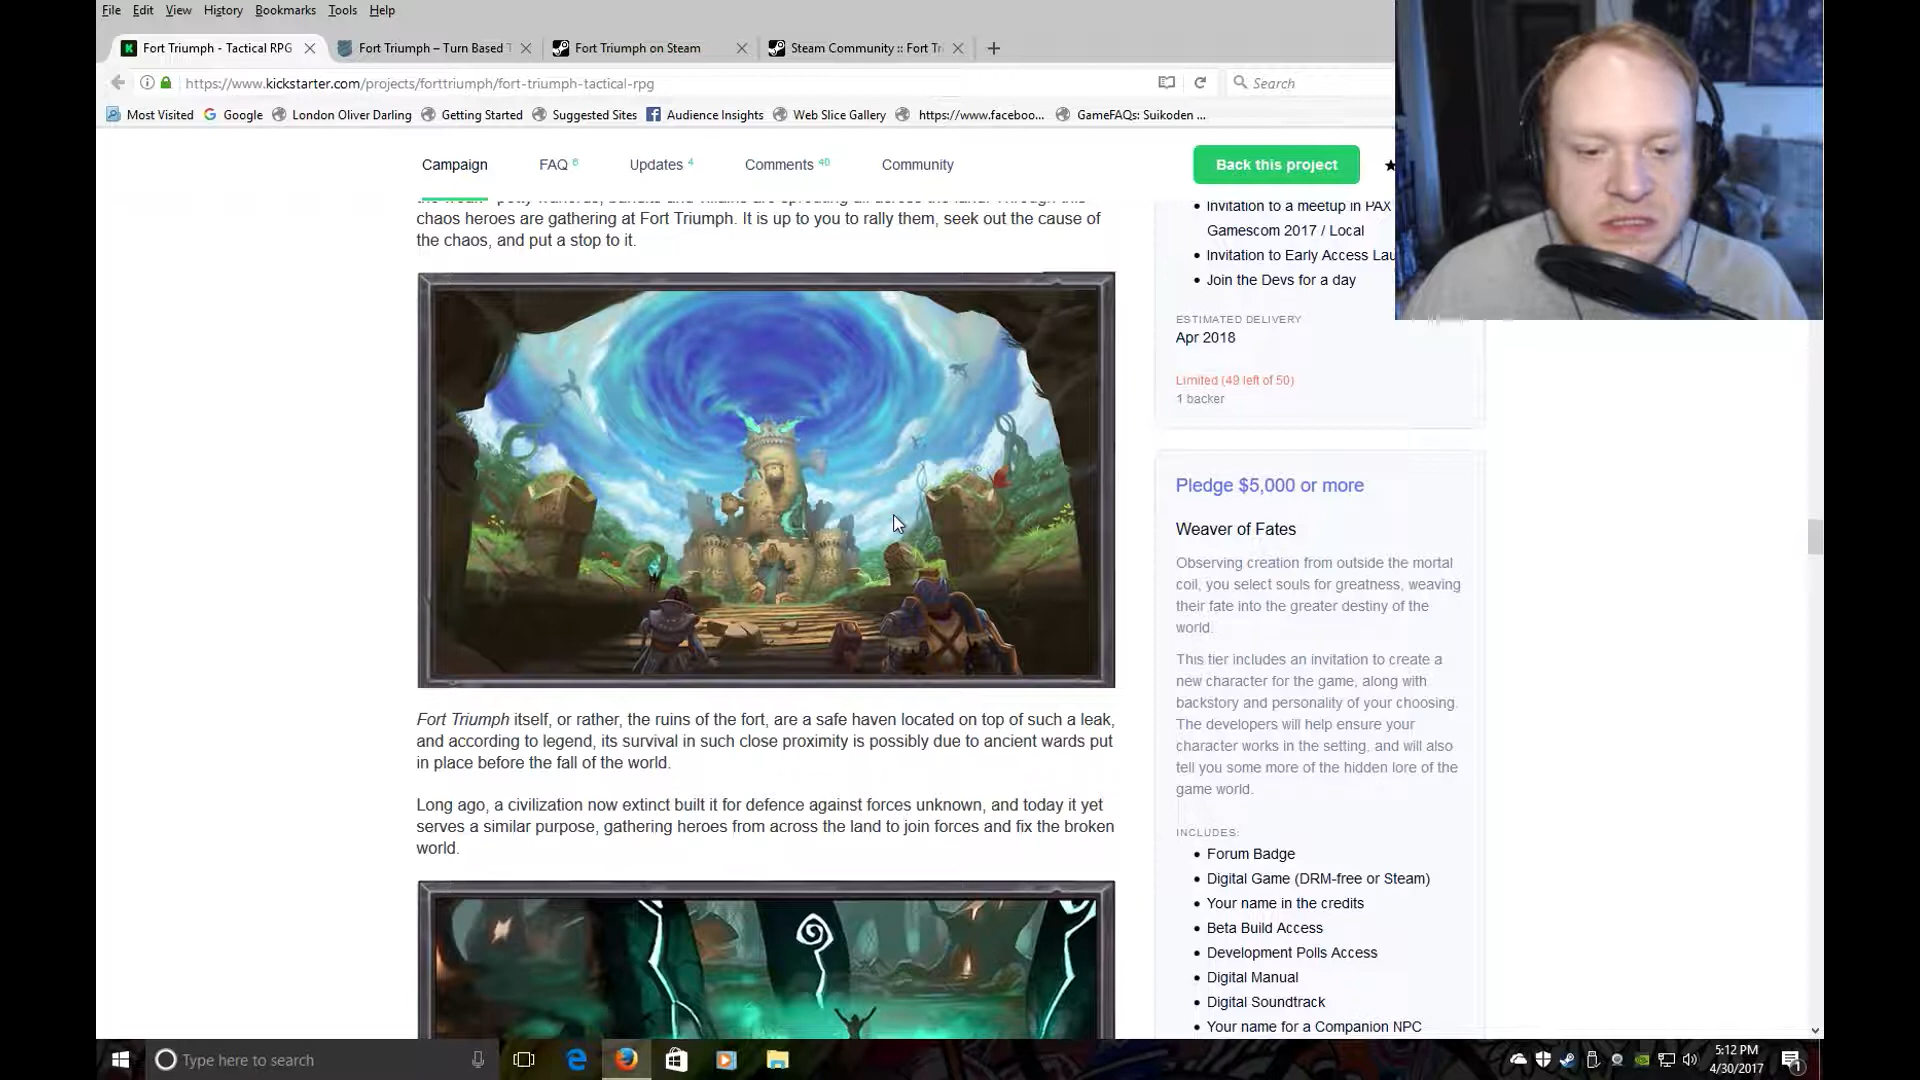 File Edit View History Bookmarks Tools Help
Fort Triumph - Tactical RPG
Fort Triumph – Turn Based T
Fort Triumph on Steam
Steam Community :: Fort Tr
https://www.kickstarter.com/projects/forttriumph/fort-triumph-tactical-rpg
Search
Most Visited Google London Oliver Darling Getting Started Suggested Sites Audience Insights Web Slice Gallery https://www.faceboo... GameFAQs: Suikoden ...
Campaign FAQ 6 Updates 4 Comments 40 Community
Back this project
chaos heroes are gathering at Fort Triumph. It is up to you to rally them, seek out the cause of
the chaos, and put a stop to it.
Fort Triumph itself, or rather, the ruins of the fort, are a safe haven located on top of such a leak,
and according to legend, its survival in such close proximity is possibly due to ancient wards put
in place before the fall of the world.
Long ago, a civilization now extinct built it for defence against forces unknown, and today it yet
serves a similar purpose, gathering heroes from across the land to join forces and fix the broken
world.
Invitation to a meetup in PAX
Gamescom 2017 / Local
Invitation to Early Access Lau
Join the Devs for a day
ESTIMATED DELIVERY
Apr 2018
Limited (49 left of 50)
1 backer
Pledge $5,000 or more
Weaver of Fates
Observing creation from outside the mortal
coil, you select souls for greatness, weaving
their fate into the greater destiny of the
world.
This tier includes an invitation to create a
new character for the game, along with
backstory and personality of your choosing.
The developers will help ensure your
character works in the setting, and will also
tell you some more of the hidden lore of the
game world.
INCLUDES:
Forum Badge
Digital Game (DRM-free or Steam)
Your name in the credits
Beta Build Access
Development Polls Access
Digital Manual
Digital Soundtrack
Your name for a Companion NPC
Type here to search
5:12 PM
4/30/2017
1